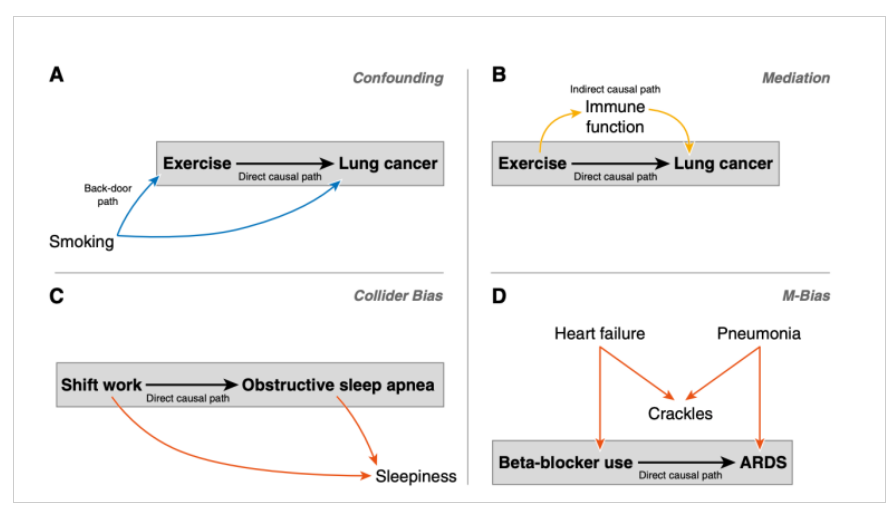 A
Confounding
Exercise
Lung cancer
Direct causal path
Back-door
path
Smoking
B
Mediation
Indirect causal path
Immune
function
Exercise
Lung cancer
Direct causal path
C
Collider Bias
Shift work
Obstructive sleep apnea
Direct causal path
Sleepiness
D
M-Bias
Heart failure
Pneumonia
Crackles
Beta-blocker use
ARDS
Direct causal path